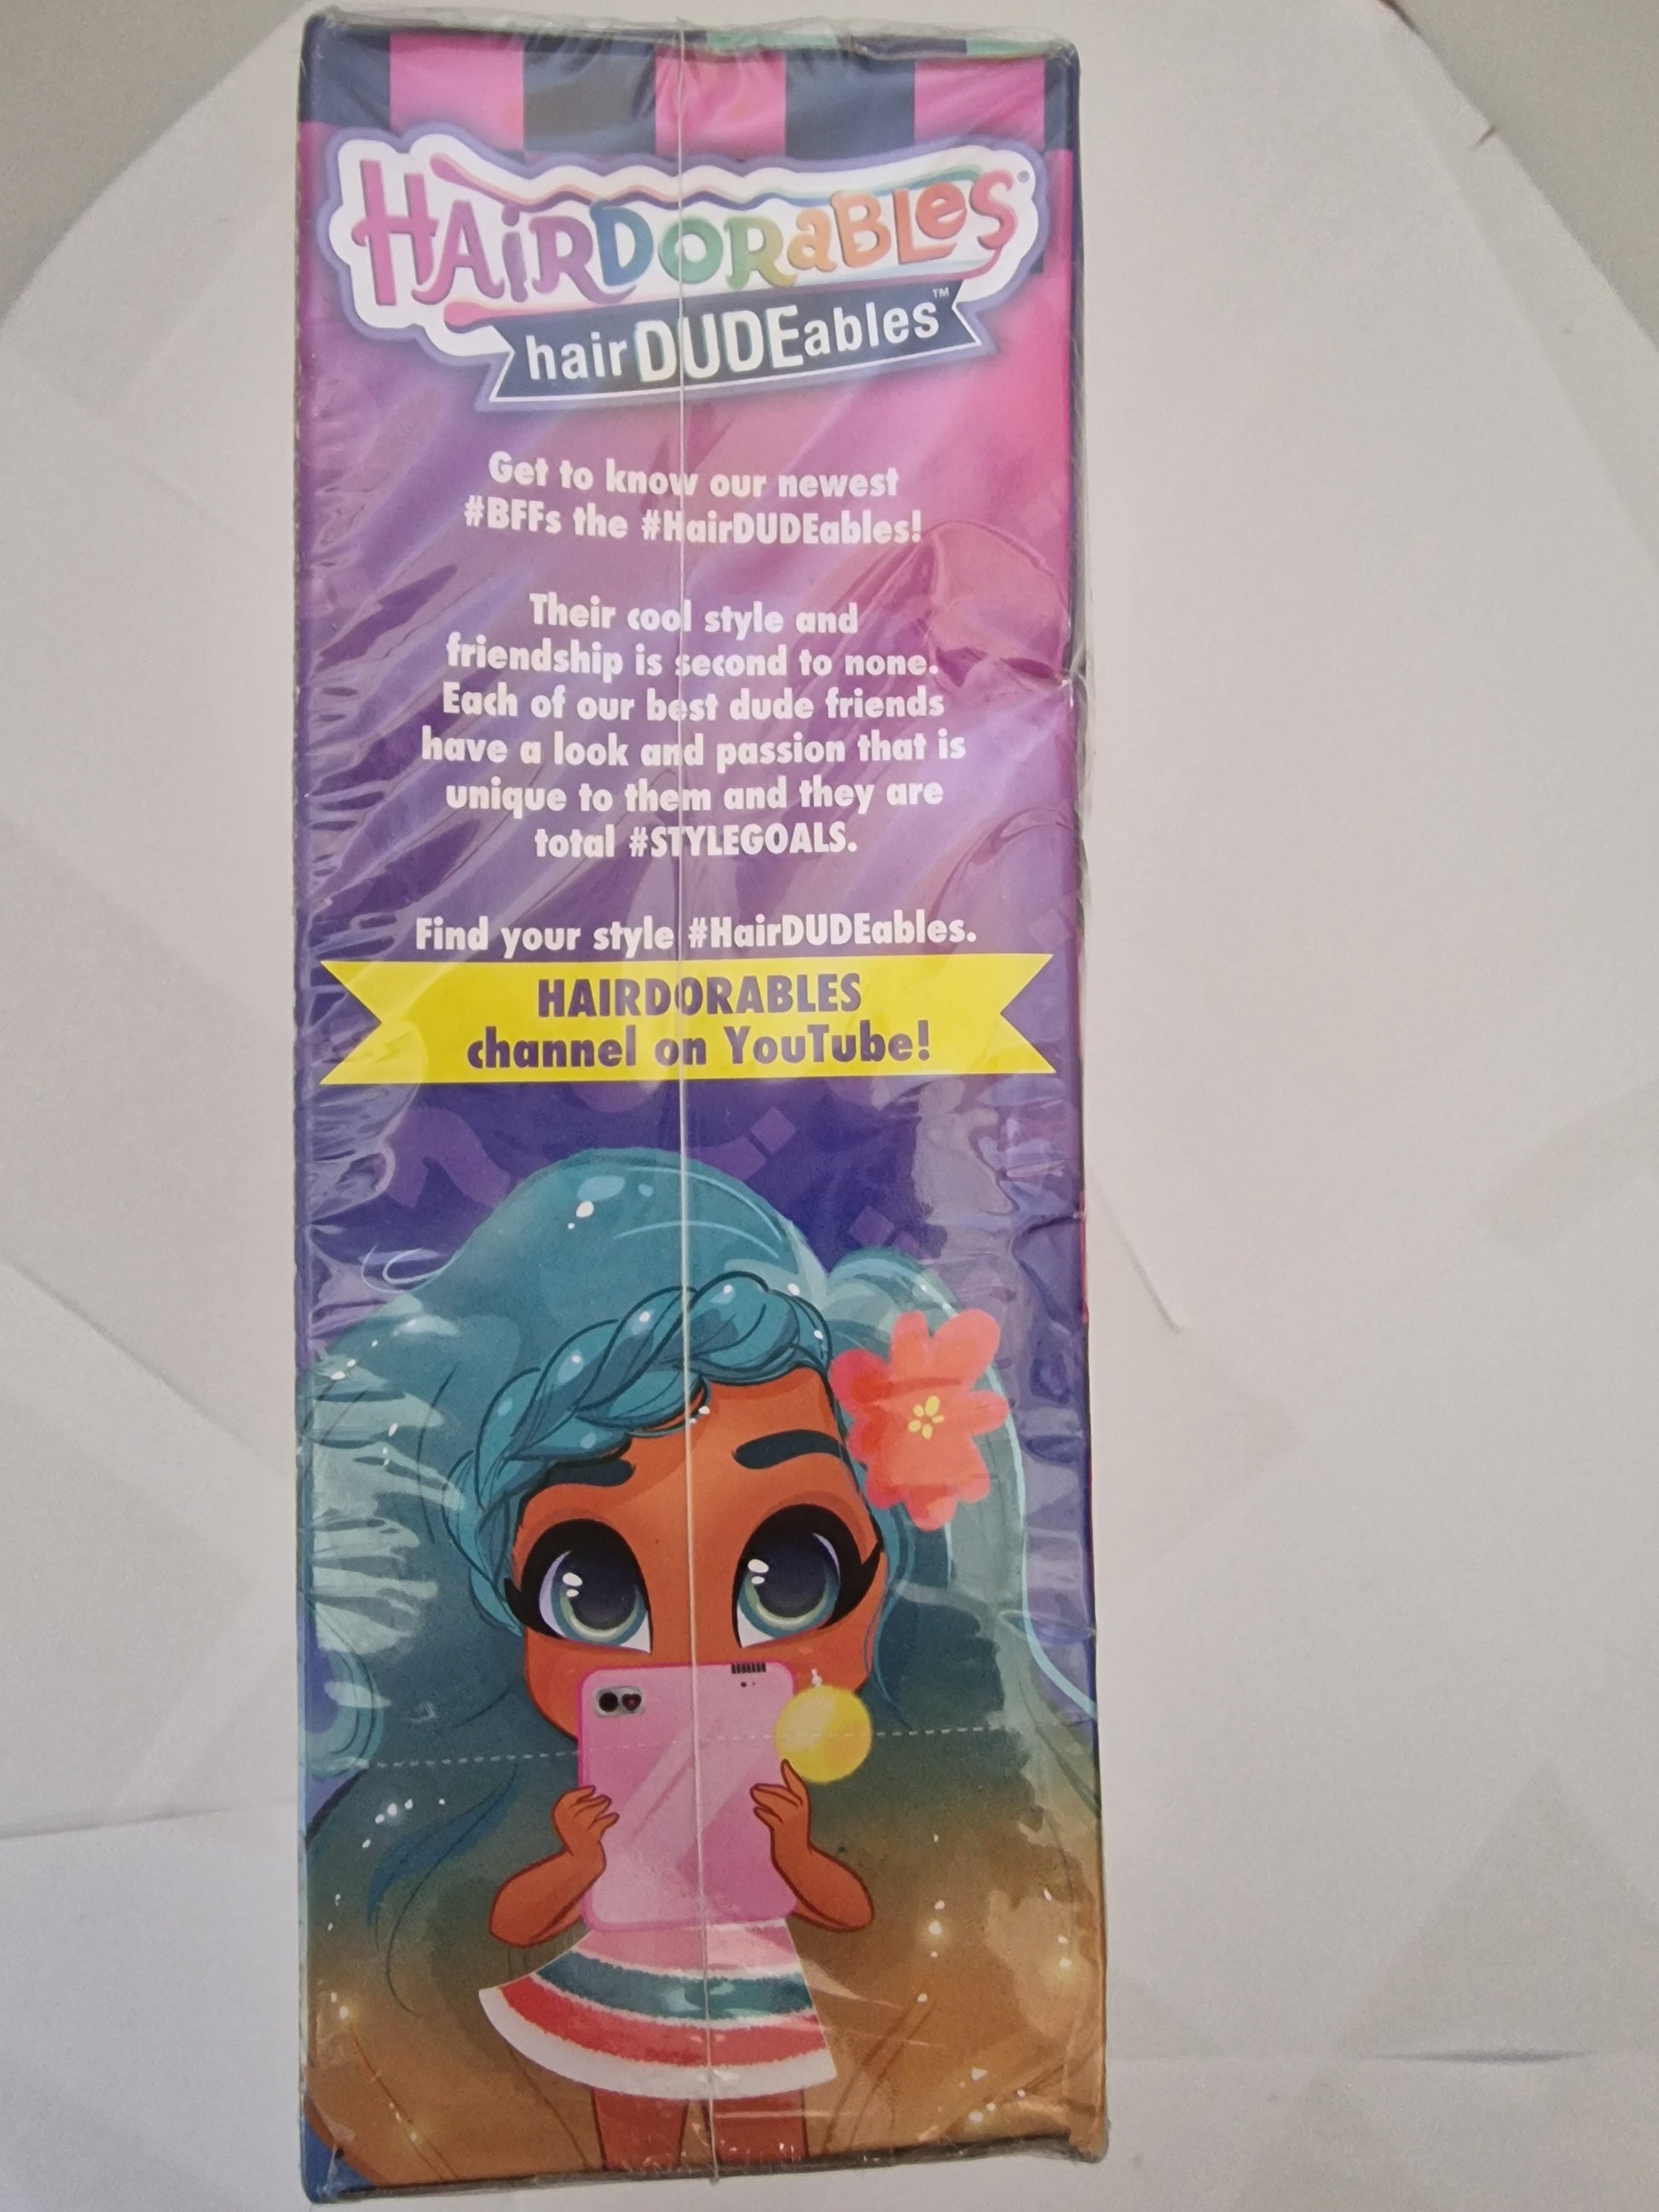 HAiRDORaBLes®
hairDUDEables™
Get to know our newest
#BFFs the #HairDUDEables!
Their cool style and
friendship is second to none.
Each of our best dude friends
have a look and passion that is
unique to them and they are
total #STYLEGOALS.
Find your style #HairDUDEables.
HAIRDORABLES
channel on YouTube!